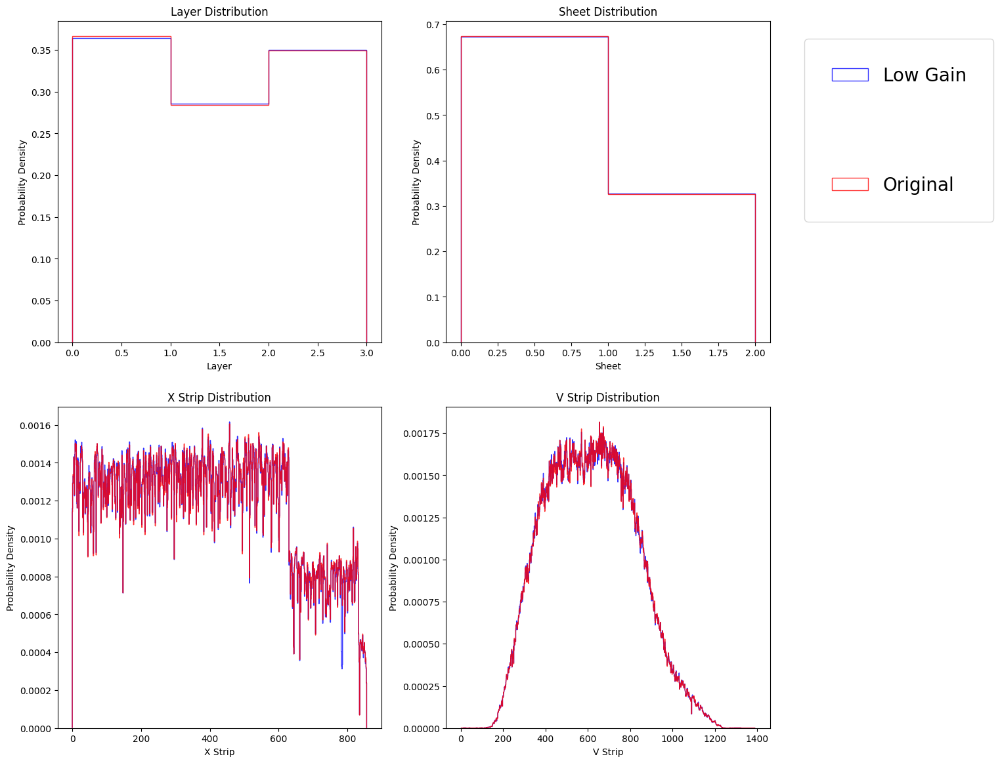 Layer Distribution
0.35
0.30
0.25
0.20
0.15
0.10
0.05
0.00
Probability Density
0.0 0.5 1.0 1.5 2.0 2.5 3.0
Layer
Sheet Distribution
0.7
0.6
0.5
0.4
0.3
0.2
0.1
0.0
Probability Density
0.00 0.25 0.50 0.75 1.00 1.25 1.50 1.75 2.00
Sheet
Low Gain
Original
X Strip Distribution
0.0016
0.0014
0.0012
0.0010
0.0008
0.0006
0.0004
0.0002
0.0000
Probability Density
0 200 400 600 800
X Strip
V Strip Distribution
0.00175
0.00150
0.00125
0.00100
0.00075
0.00050
0.00025
0.00000
Probability Density
0 200 400 600 800 1000 1200 1400
V Strip